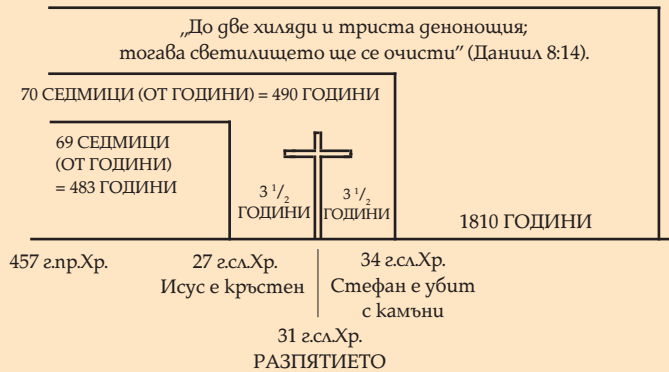 „До две хиляди и триста денонощия;
тогава светилището ще се очисти” (Даниил 8:14).
70 СЕДМИЦИ (ОТ ГОДИНИ) = 490 ГОДИНИ
69 СЕДМИЦИ
(ОТ ГОДИНИ)
= 483 ГОДИНИ
3 ¹/₂
ГОДИНИ
3 ¹/₂
ГОДИНИ
1810 ГОДИНИ
457 г.пр.Хр.
27 г.сл.Хр.
Исус е кръстен
34 г.сл.Хр.
Стефан е убит
с камъни
31 г.сл.Хр.
РАЗПЯТИЕТО